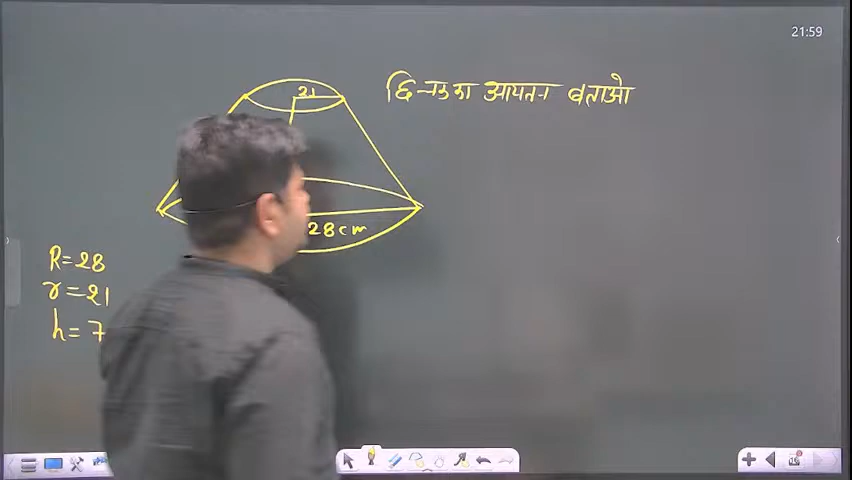 21:59
21
छिन्नक का आयतन बताओ
28cm
R=28
r=21
h=7